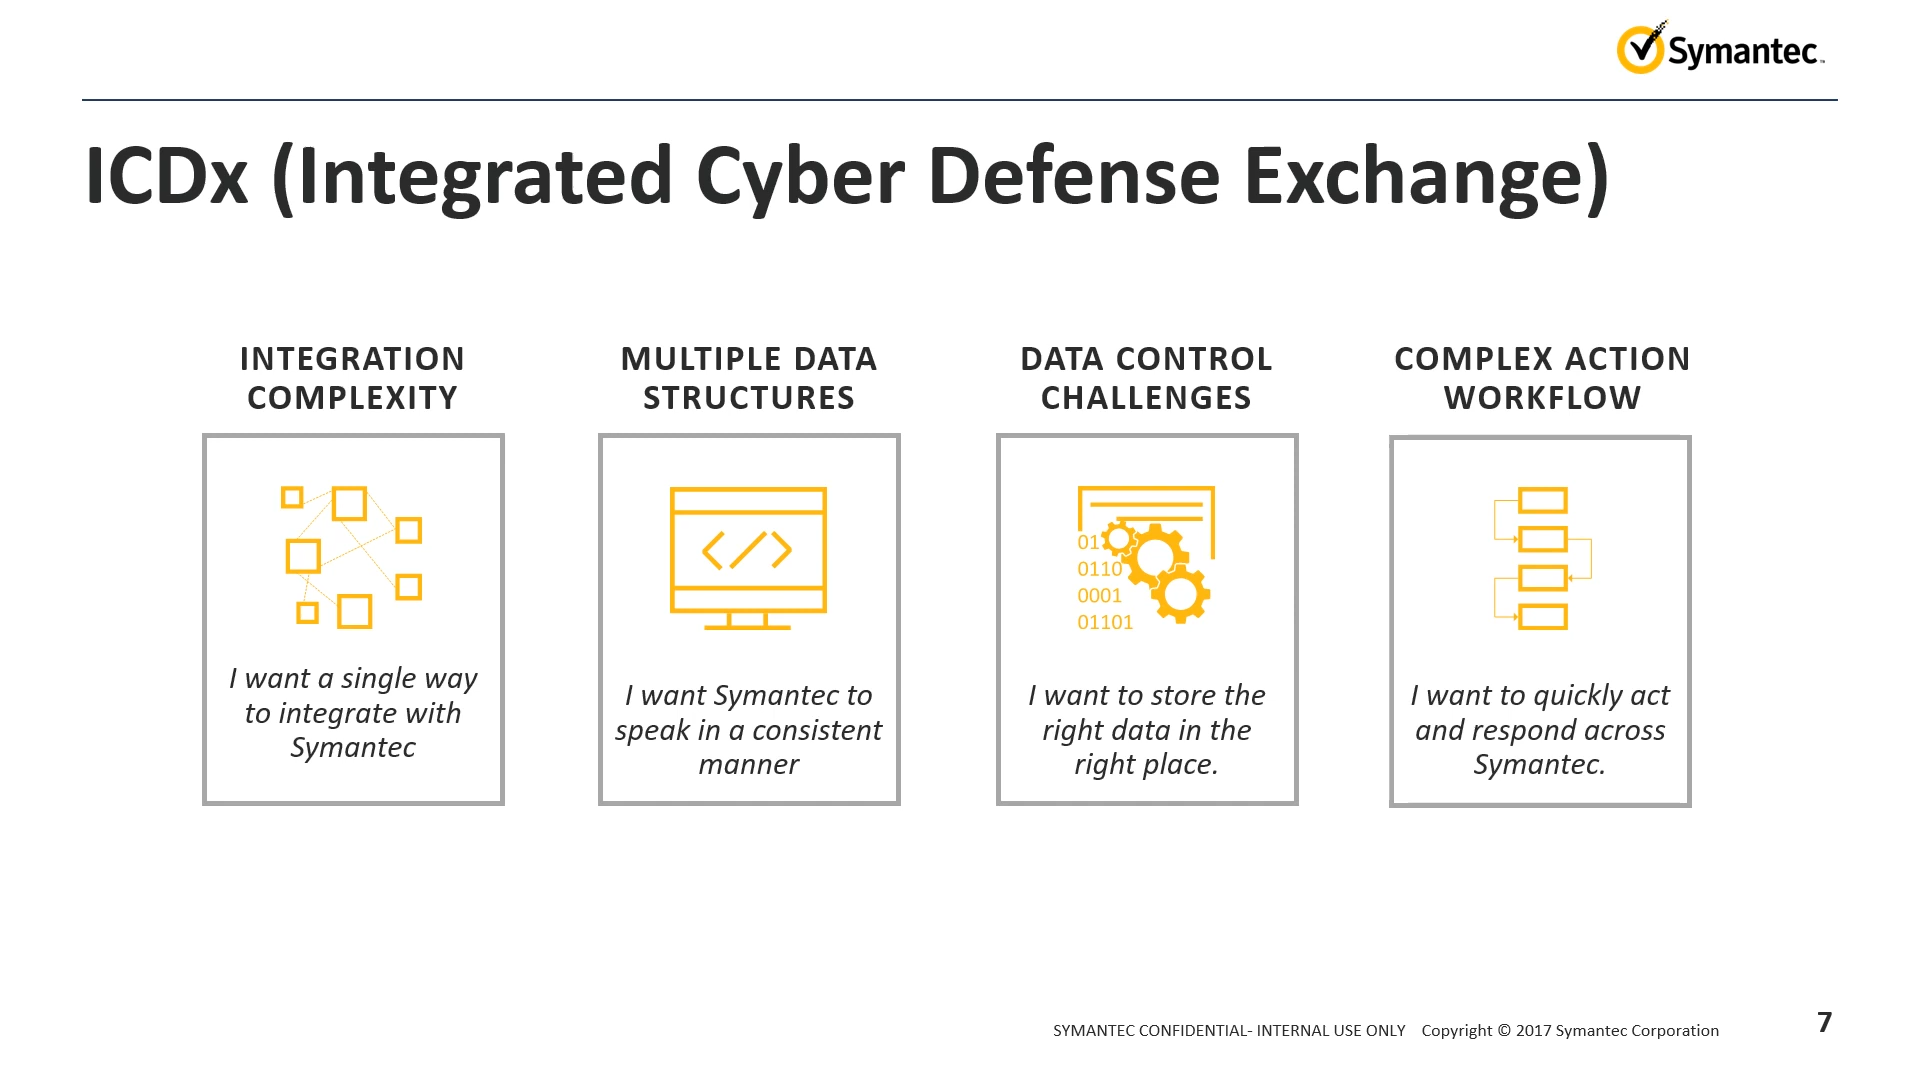 Symantec™
ICDx (Integrated Cyber Defense Exchange)
INTEGRATION
COMPLEXITY
I want a single way
to integrate with
Symantec
MULTIPLE DATA
STRUCTURES
</>
I want Symantec to
speak in a consistent
manner
DATA CONTROL
CHALLENGES
01
0110
0001
01101
I want to store the
right data in the
right place.
COMPLEX ACTION
WORKFLOW
I want to quickly act
and respond across
Symantec.
SYMANTEC CONFIDENTIAL- INTERNAL USE ONLY Copyright © 2017 Symantec Corporation
7